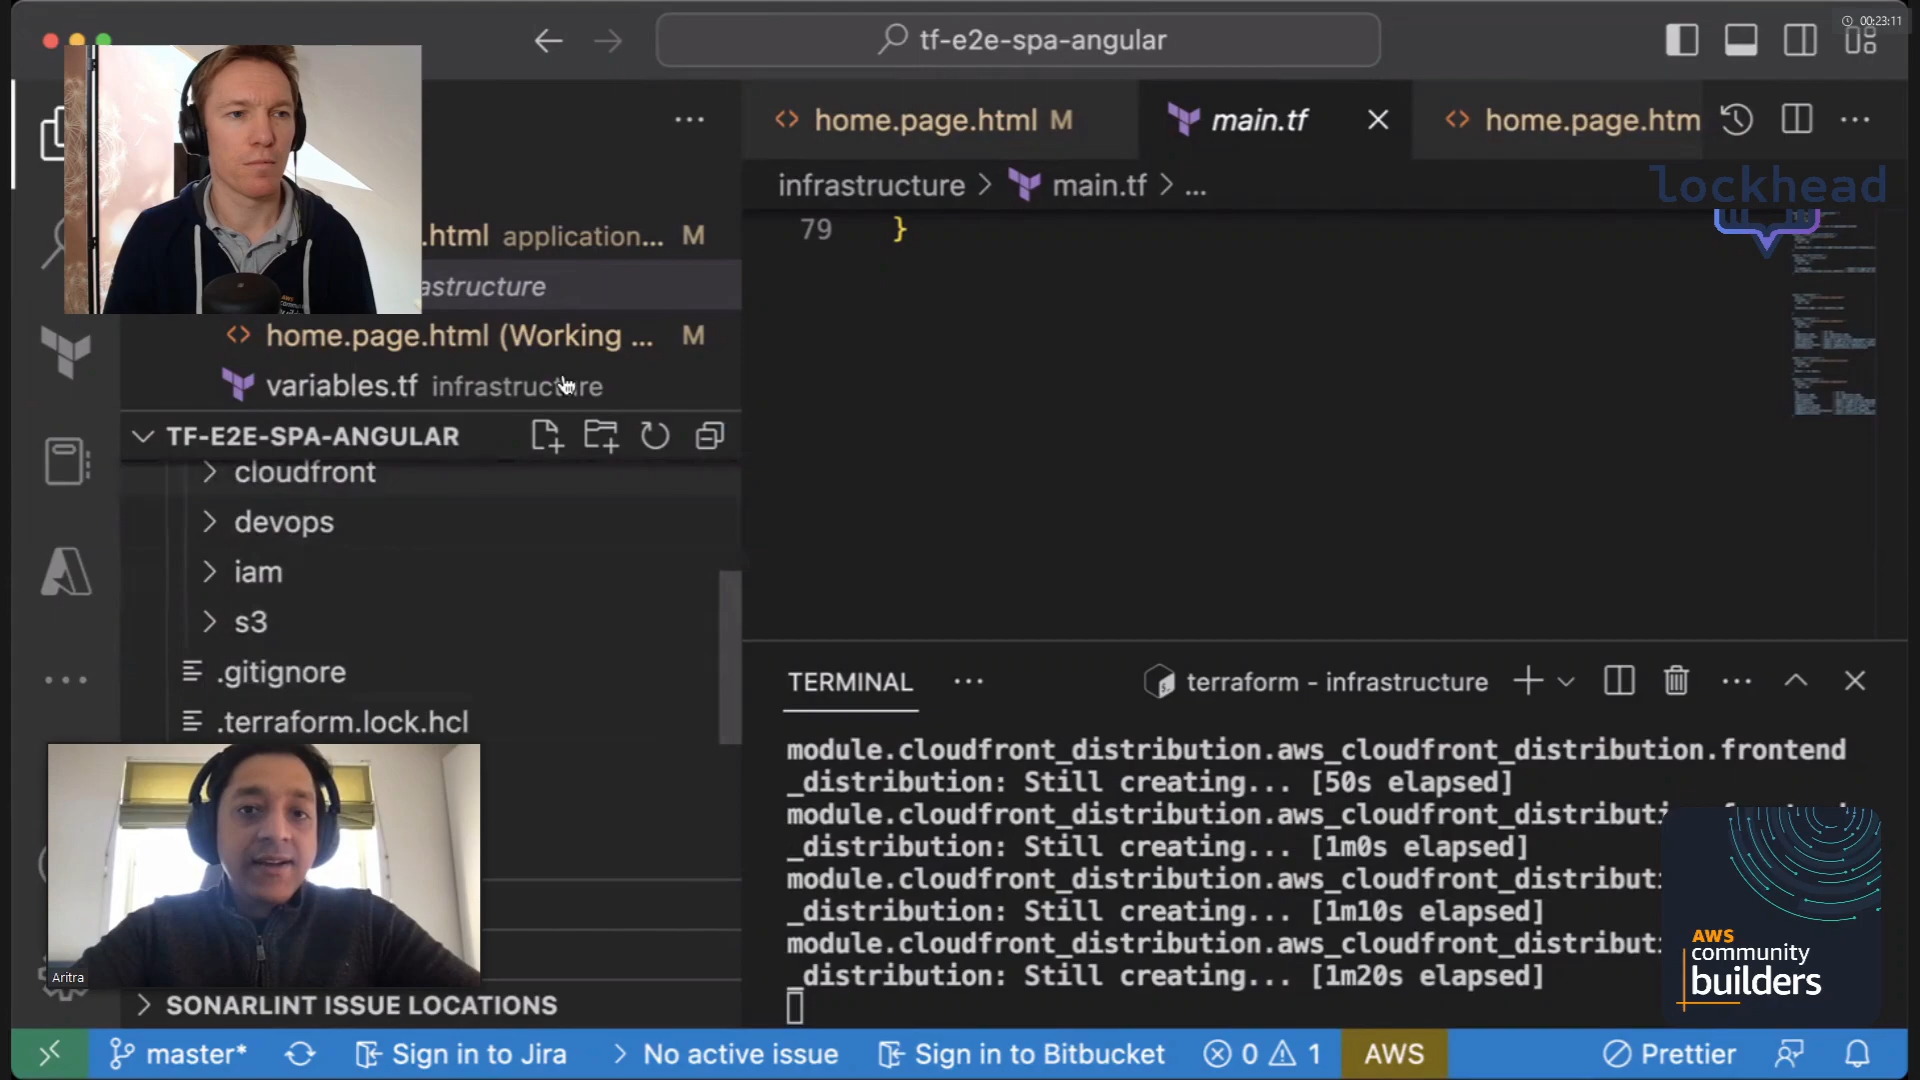 00:23:11
tf-e2e-spa-angular
home.page.html M
main.tf
home.page.htm
infrastructure > main.tf > ...
lockhead
79 }
.html application... M
astructure
home.page.html (Working ... M
variables.tf infrastructure
TF-E2E-SPA-ANGULAR
cloudfront
devops
iam
s3
.gitignore
.terraform.lock.hcl
SONARLINT ISSUE LOCATIONS
Aritra
TERMINAL ... terraform - infrastructure
module.cloudfront_distribution.aws_cloudfront_distribution.frontend
_distribution: Still creating... [50s elapsed]
module.cloudfront_distribution.aws_cloudfront_distributi
_distribution: Still creating... [1m0s elapsed]
module.cloudfront_distribution.aws_cloudfront_distributi
_distribution: Still creating... [1m10s elapsed]
module.cloudfront_distribution.aws_cloudfront_distributi
_distribution: Still creating... [1m20s elapsed]
AWS
community
builders
master* Sign in to Jira > No active issue Sign in to Bitbucket 0 1 AWS Prettier